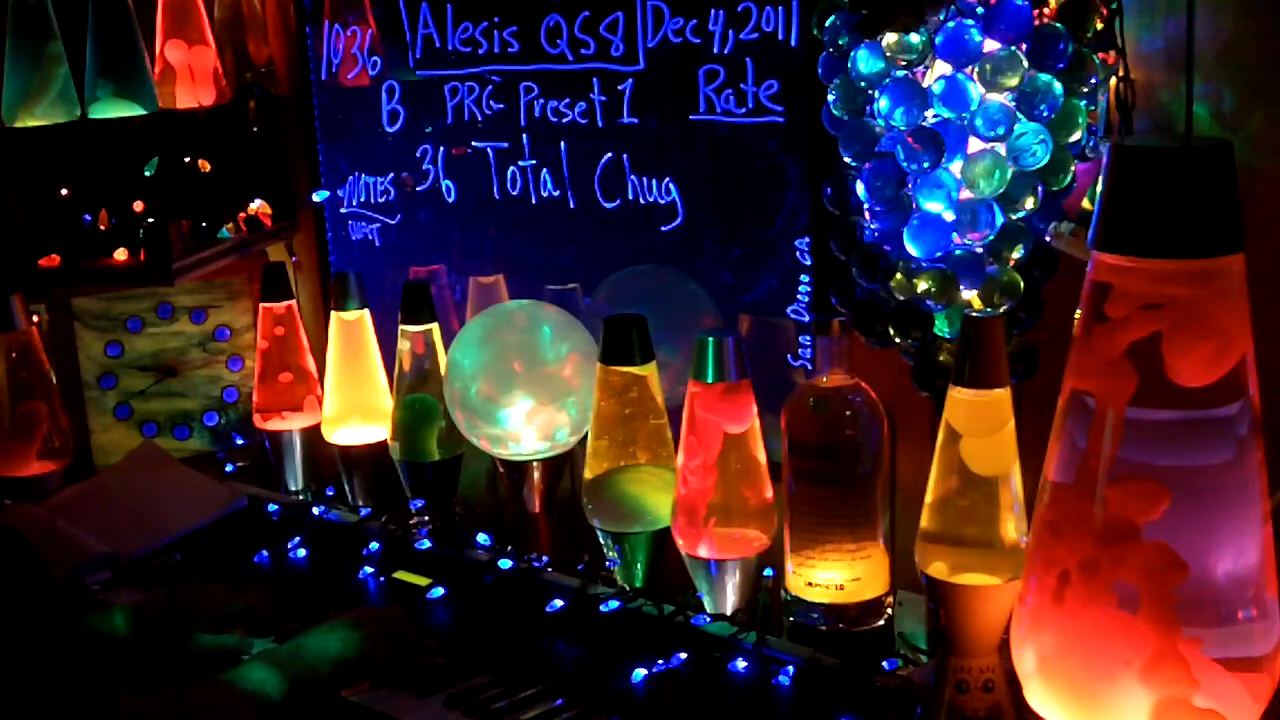 1036 Alesis QS8 Dec 4, 2011
B PRG Preset 1 Rate
NOTES 36 Total Chug
San Diego CA